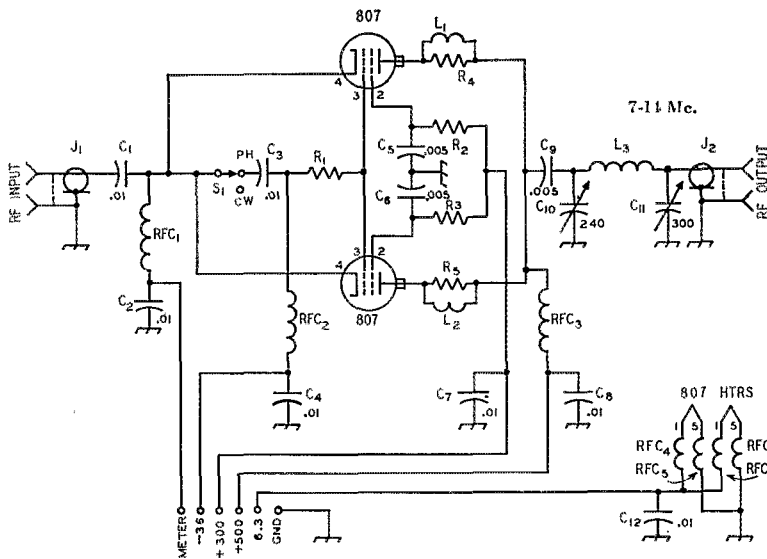 807
L1
R4
4
3
2
7-14 Mc.
J1
C1
PH
C3
R1
C5
.005
R2
C9
L3
J2
RF INPUT
.01
S1
CW
.01
C6
.005
R3
.005
C10
240
C11
300
RF OUTPUT
RFC1
3
2
4
R5
C2
.01
RFC2
807
L2
RFC3
C4
.01
C7
.01
C8
.01
807 HTRS
1
5
1
5
RFC4
RFC5
RFC
RFC
METER
-36
+300
+500
6.3
GND
C12
.01